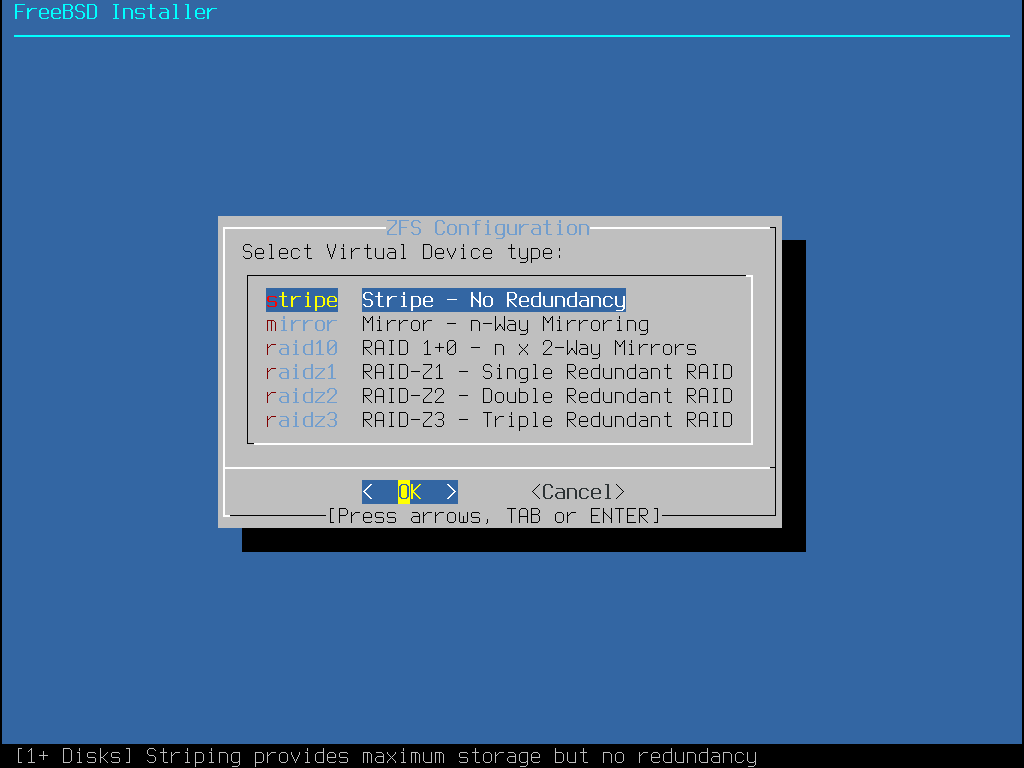 FreeBSD Installer
ZFS Configuration
Select Virtual Device type:
stripe Stripe - No Redundancy
mirror Mirror - n-Way Mirroring
raid10 RAID 1+0 - n x 2-Way Mirrors
raidz1 RAID-Z1 - Single Redundant RAID
raidz2 RAID-Z2 - Double Redundant RAID
raidz3 RAID-Z3 - Triple Redundant RAID
< OK > <Cancel>
[Press arrows, TAB or ENTER]
[1+ Disks] Striping provides maximum storage but no redundancy